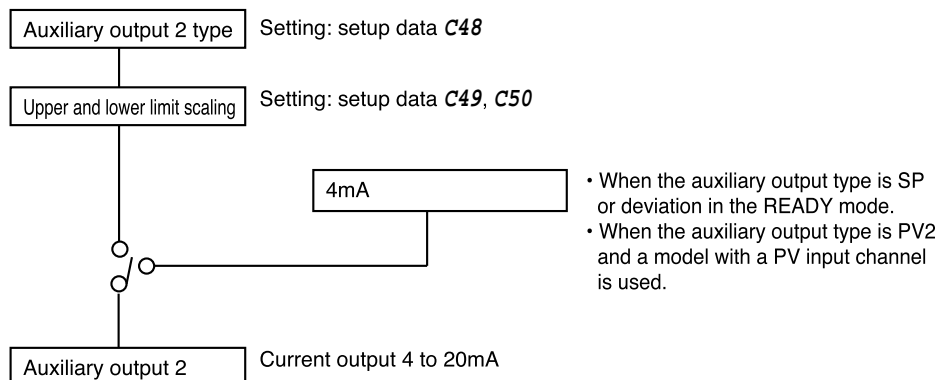 Auxiliary output 2 type
Setting: setup data C48
Upper and lower limit scaling
Setting: setup data C49, C50
4mA
• When the auxiliary output type is SP
or deviation in the READY mode.
• When the auxiliary output type is PV2
and a model with a PV input channel
is used.
Auxiliary output 2
Current output 4 to 20mA